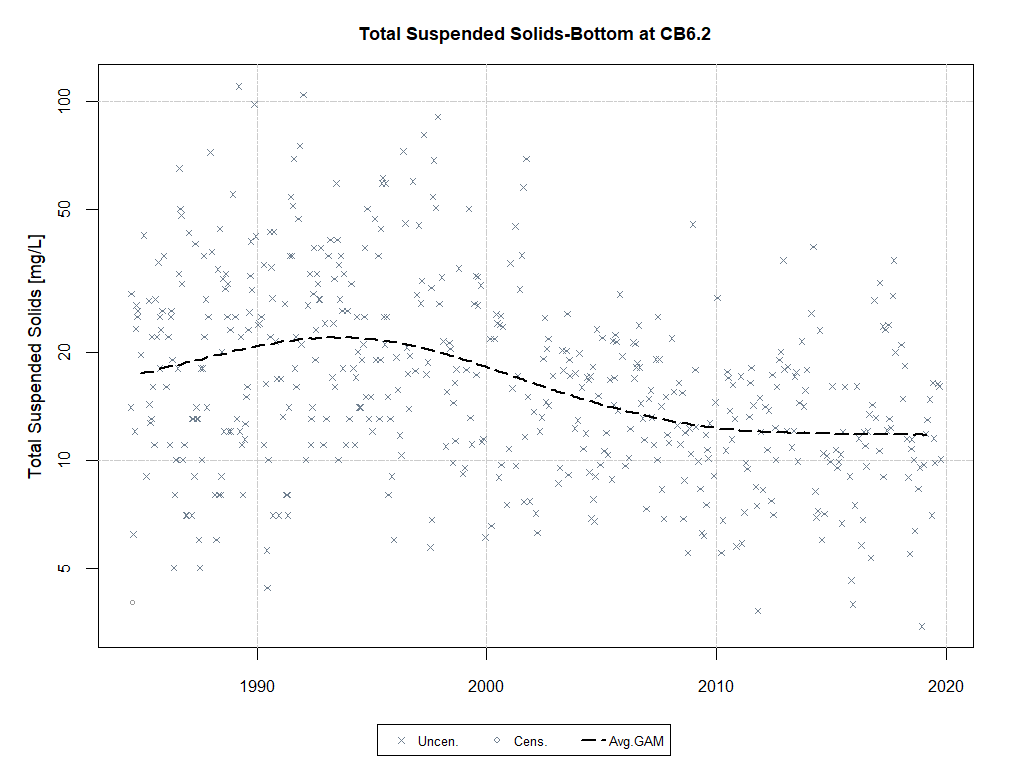 Total Suspended Solids-Bottom at CB6.2
Total Suspended Solids [mg/L]
100
50
20
10
5
1990 2000 2010 2020
Uncen. Cens. Avg.GAM